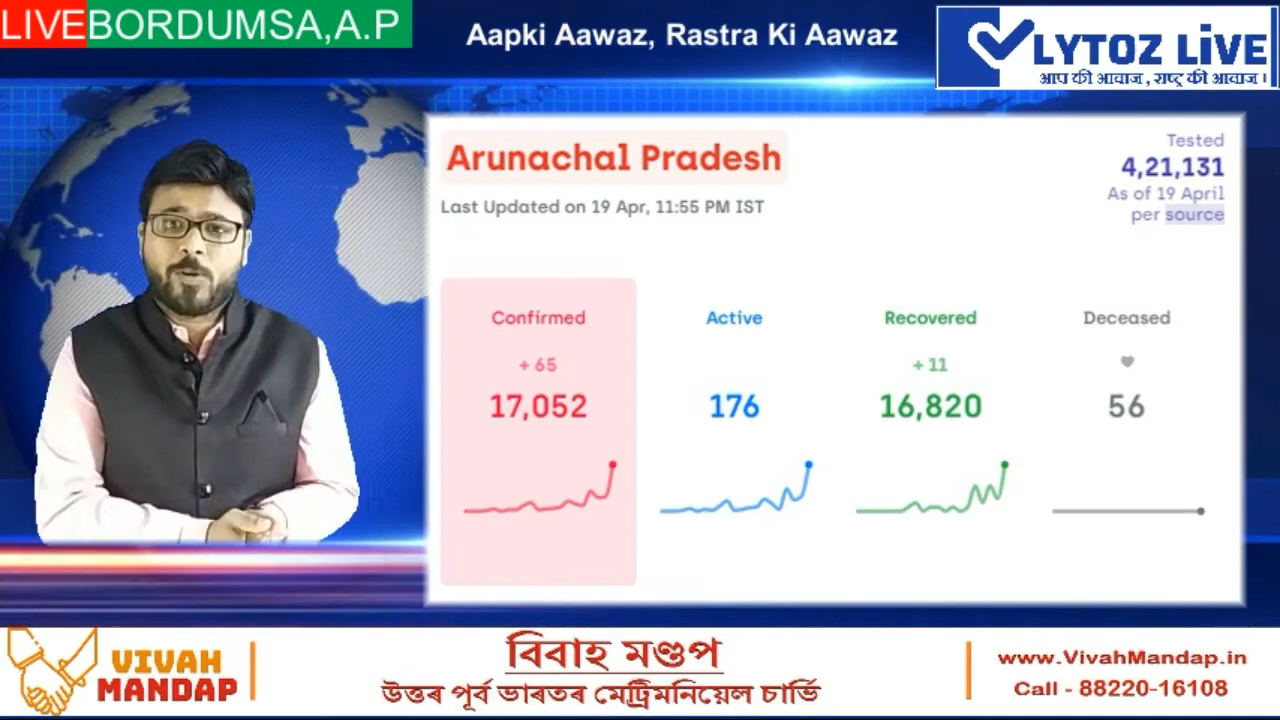 LIVE BORDUMSA,A.P
Aapki Aawaz, Rastra Ki Aawaz
LYTOZ LiVE
आप की आवाज, राष्ट्र की आवाज।
Arunachal Pradesh
Last Updated on 19 Apr, 11:55 PM IST
Tested
4,21,131
As of 19 April
per source
Confirmed
+ 65
17,052
Active
176
Recovered
+ 11
16,820
Deceased
56
VIVAH
MANDAP
বিবাহ মণ্ডপ
উত্তৰ পূৰ্ব ভাৰতৰ মেট্ৰিমনিয়েল চাৰ্ভি
www.VivahMandap.in
Call - 88220-16108